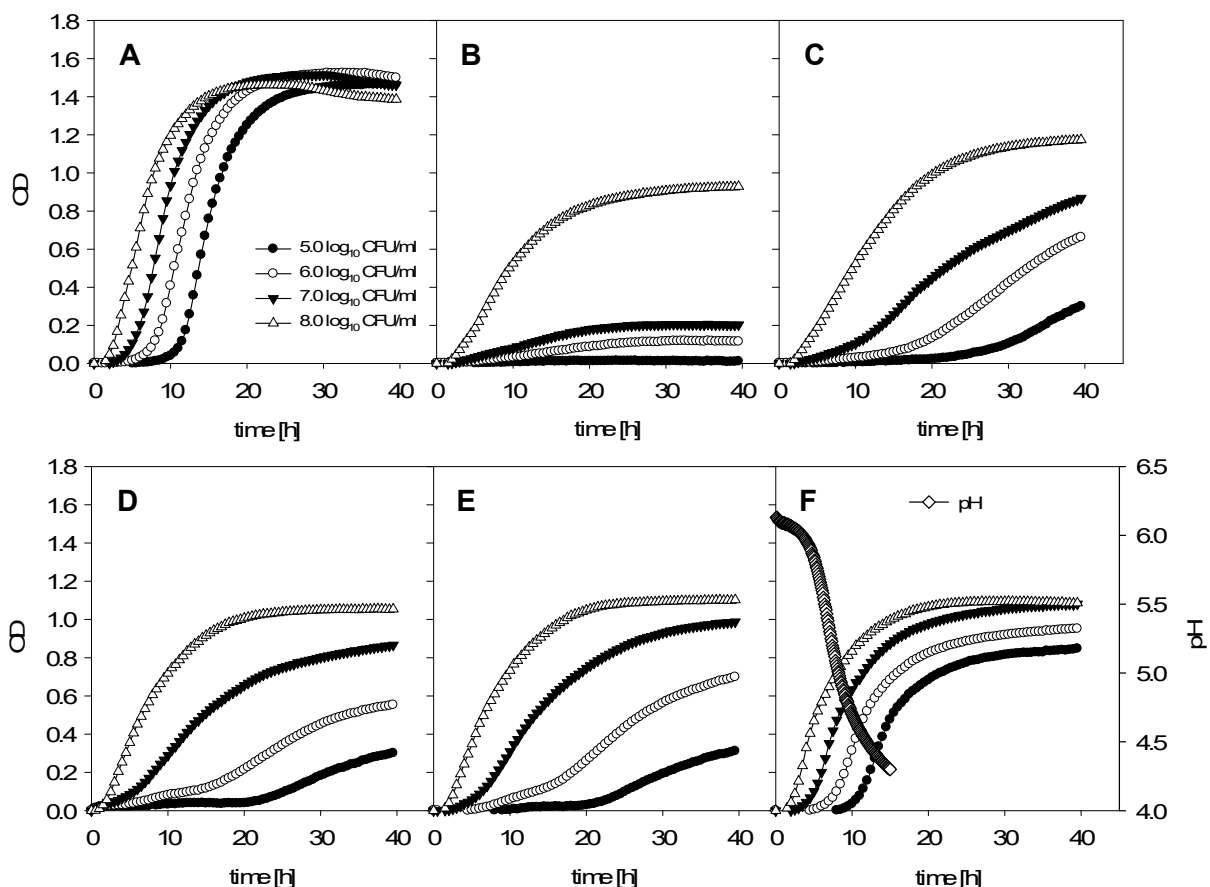 1.8
1.6
1.4
1.2
1.0
0.8
0.6
0.4
0.2
0.0
OD
A
B
C
5.0 log10 CFU/ml
6.0 log10 CFU/ml
7.0 log10 CFU/ml
8.0 log10 CFU/ml
0 10 20 30 40
0 10 20 30 40
0 10 20 30 40
time [h]
time [h]
time [h]
1.8
1.6
1.4
1.2
1.0
0.8
0.6
0.4
0.2
0.0
OD
D
E
F
pH
6.5
6.0
5.5
5.0
4.5
4.0
pH
0 10 20 30 40
0 10 20 30 40
0 10 20 30 40
time [h]
time [h]
time [h]